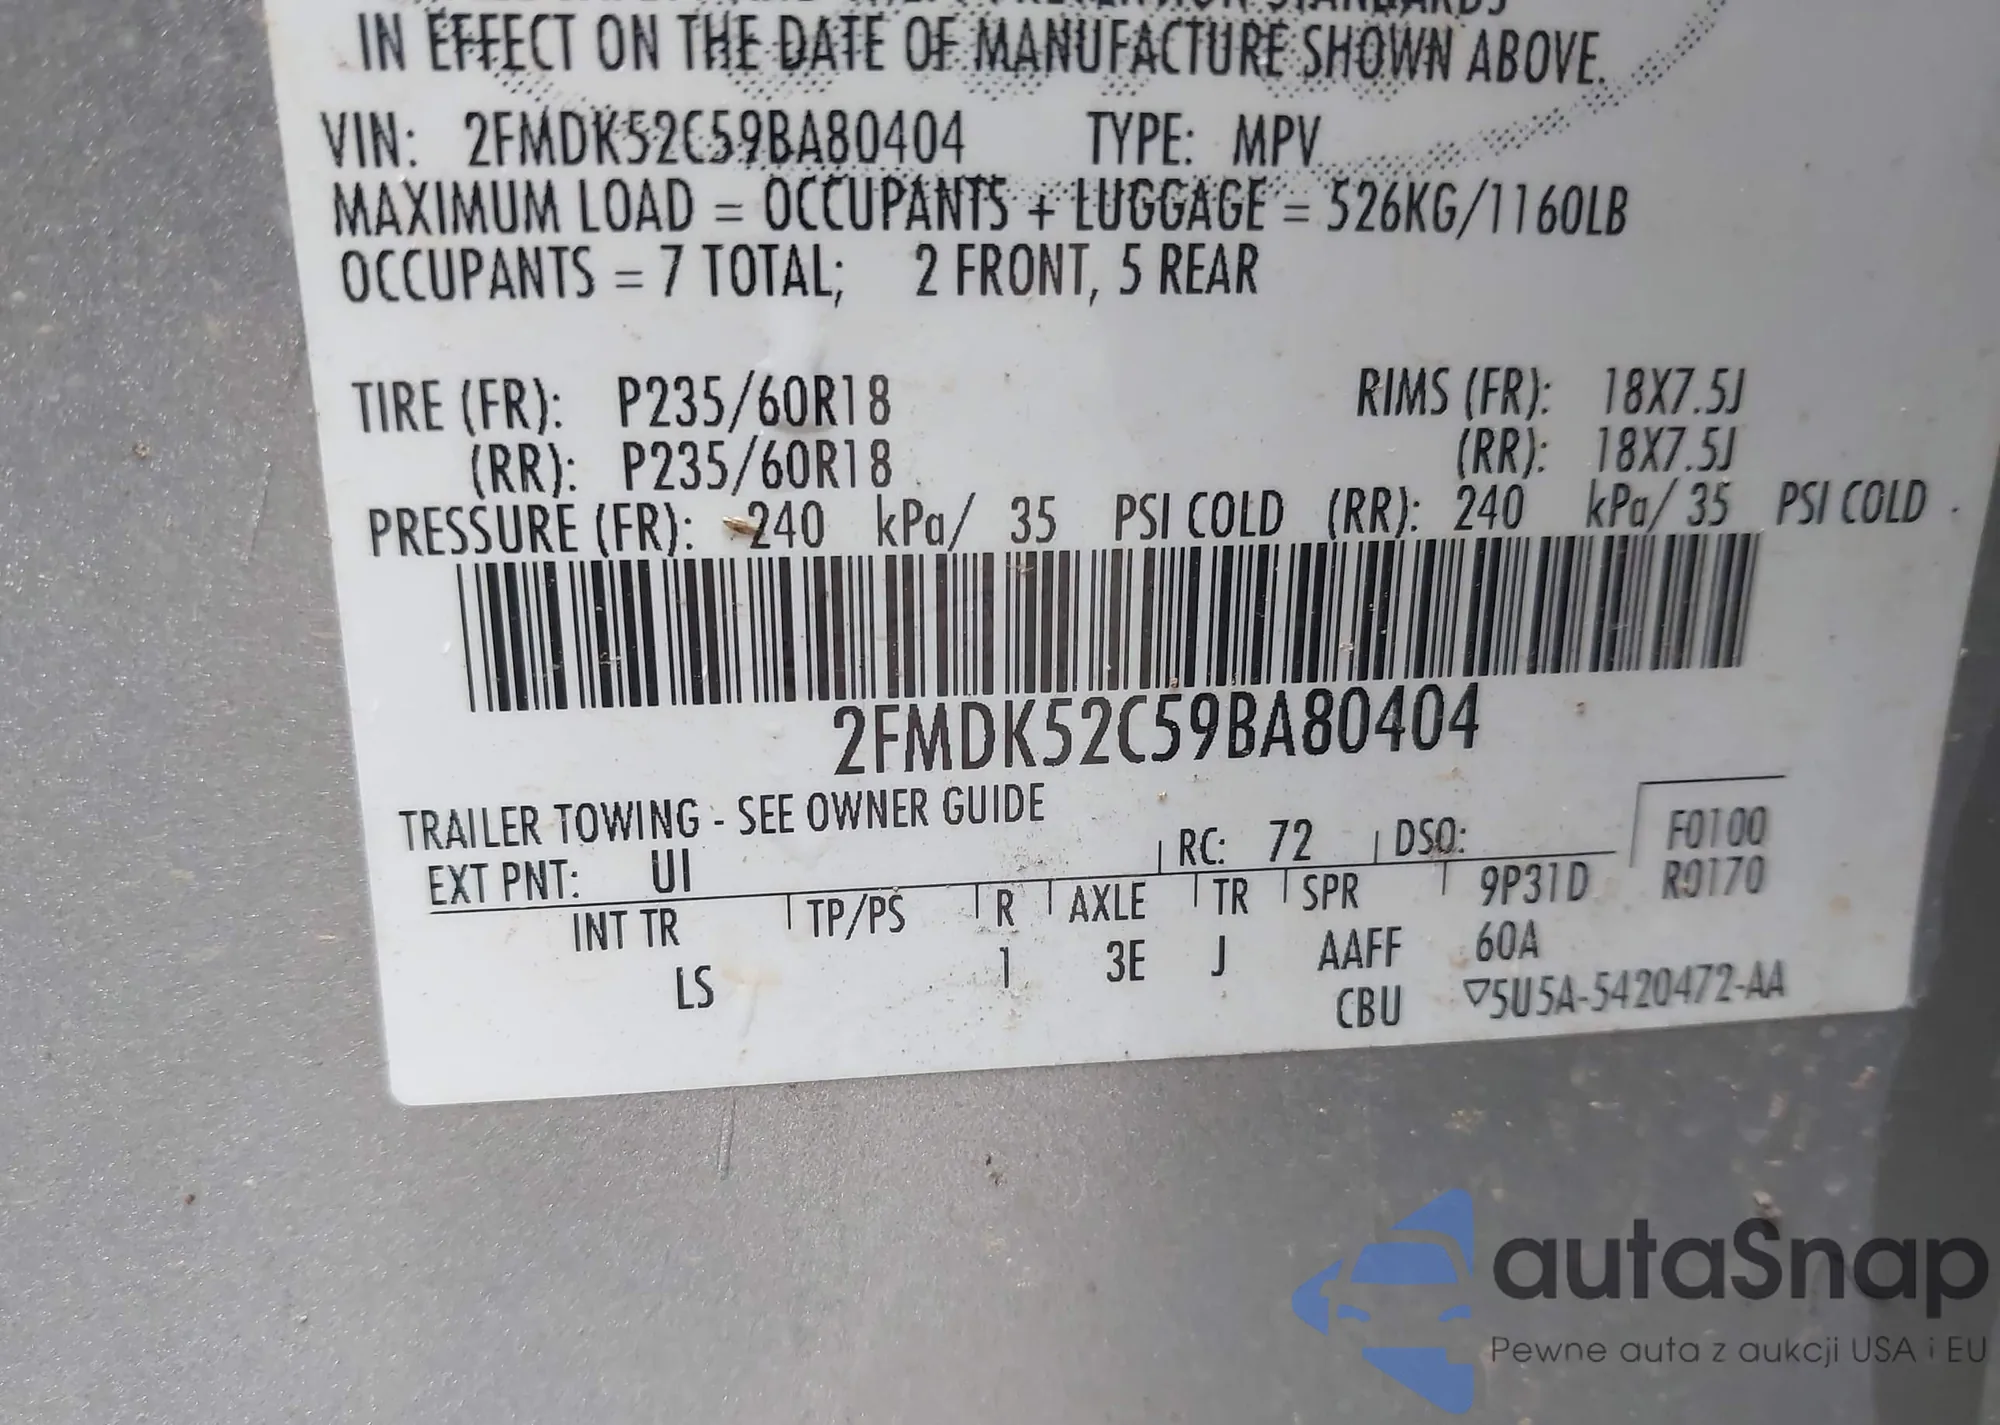 IN EFFECT ON THE DATE OF MANUFACTURE SHOWN ABOVE.
VIN: 2FMDK52C59BA80404 TYPE: MPV
MAXIMUM LOAD = OCCUPANTS + LUGGAGE = 526KG/1160LB
OCCUPANTS = 7 TOTAL; 2 FRONT, 5 REAR
TIRE (FR): P235/60R18 RIMS (FR): 18X7.5J
(RR): P235/60R18 (RR): 18X7.5J
PRESSURE (FR): 240 kPa/ 35 PSI COLD (RR): 240 kPa/ 35 PSI COLD
2FMDK52C59BA80404
TRAILER TOWING - SEE OWNER GUIDE
EXT PNT: UI RC: 72 DSO: F0100
INT TR TP/PS R AXLE TR SPR 9P31D R0170
LS 1 3E J AAFF 60A
CBU ▽5U5A-5420472-AA
autaSnap
Pewne auta z aukcji USA i EU